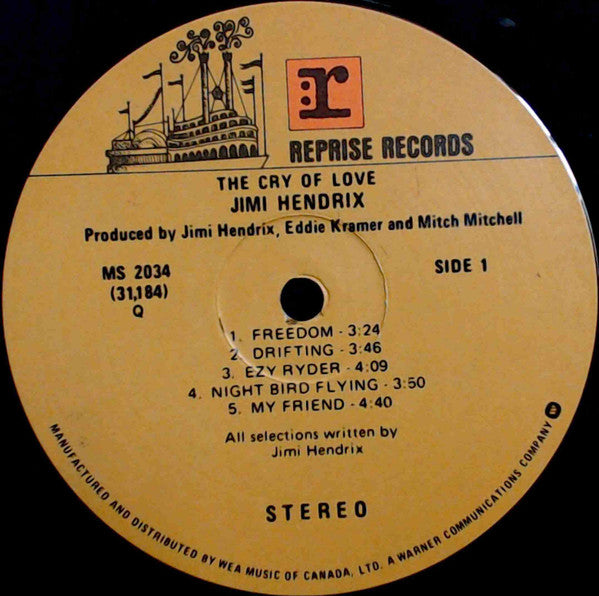 r
REPRISE RECORDS
THE CRY OF LOVE
JIMI HENDRIX
Produced by Jimi Hendrix, Eddie Kramer and Mitch Mitchell
MS 2034
(31,184)
Q
SIDE 1
1. FREEDOM - 3:24
2. DRIFTING - 3:46
3. EZY RYDER - 4:09
4. NIGHT BIRD FLYING - 3:50
5. MY FRIEND - 4:40
All selections written by
Jimi Hendrix
STEREO
MANUFACTURED AND DISTRIBUTED BY WEA MUSIC OF CANADA, LTD. A WARNER COMMUNICATIONS COMPANY